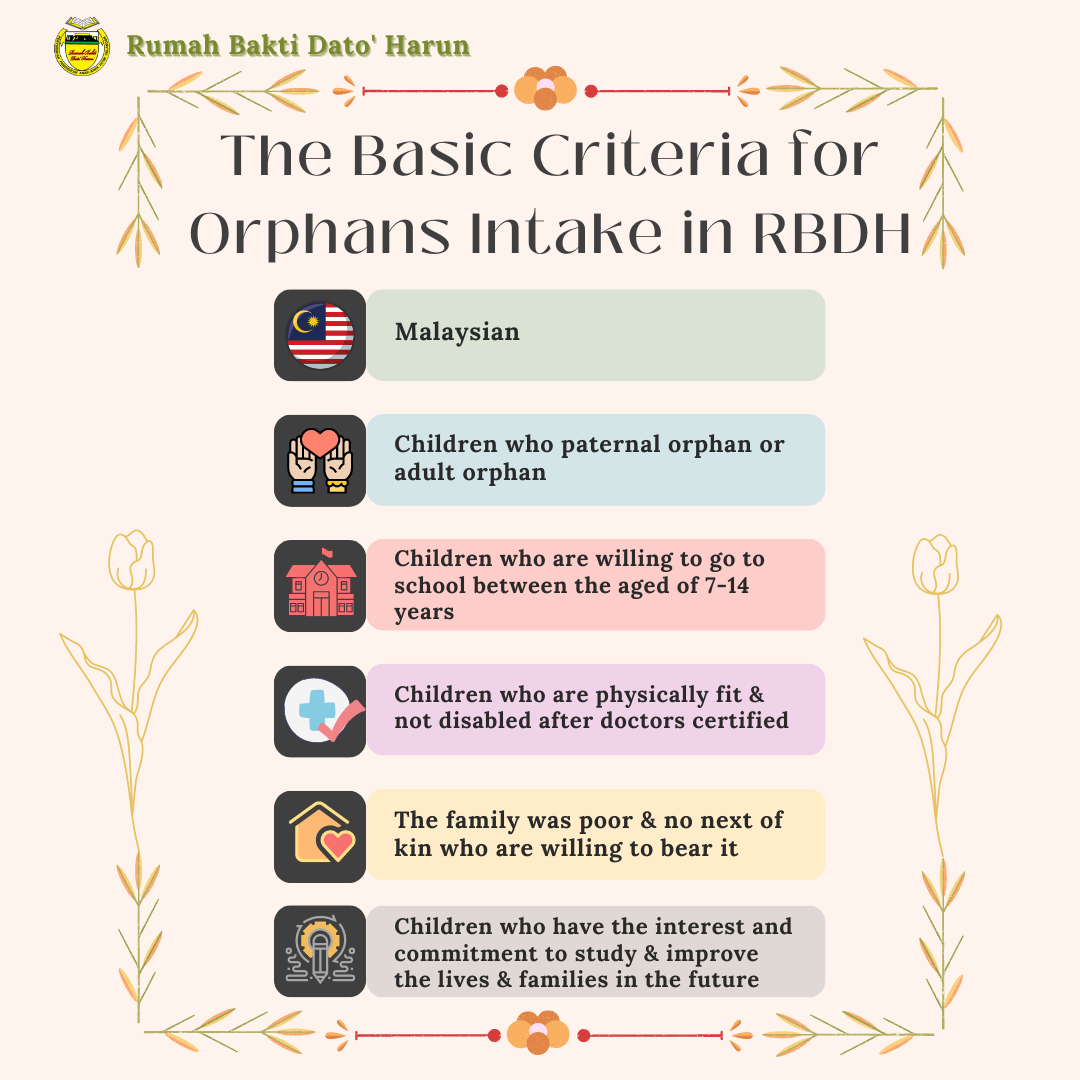 Rumah Bakti Dato' Harun
The Basic Criteria for
Orphans Intake in RBDH
Malaysian
Children who paternal orphan or
adult orphan
Children who are willing to go to
school between the aged of 7-14
years
Children who are physically fit &
not disabled after doctors certified
The family was poor & no next of
kin who are willing to bear it
Children who have the interest and
commitment to study & improve
the lives & families in the future